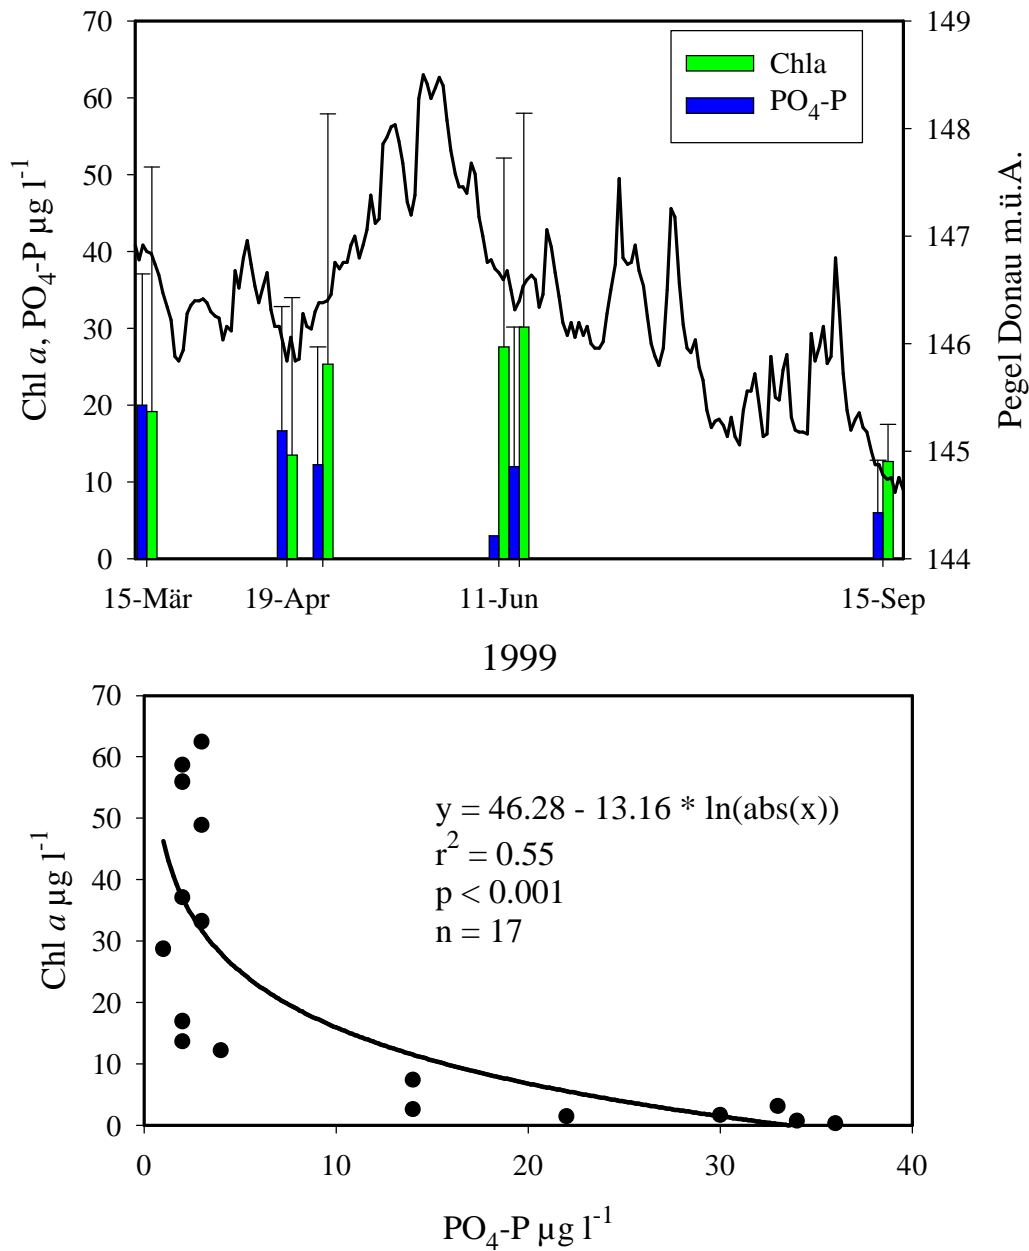 70
60
50
40
30
20
10
0
Chl a, PO4-P µg l-1
149
148
147
146
145
144
Pegel Donau m.ü.A.
Chla
PO4-P
15-Mär 19-Apr 11-Jun 15-Sep
1999
70
60
50
40
30
20
10
0
Chl a µg l-1
y = 46.28 - 13.16 * ln(abs(x))
r2 = 0.55
p < 0.001
n = 17
0 10 20 30 40
PO4-P µg l-1